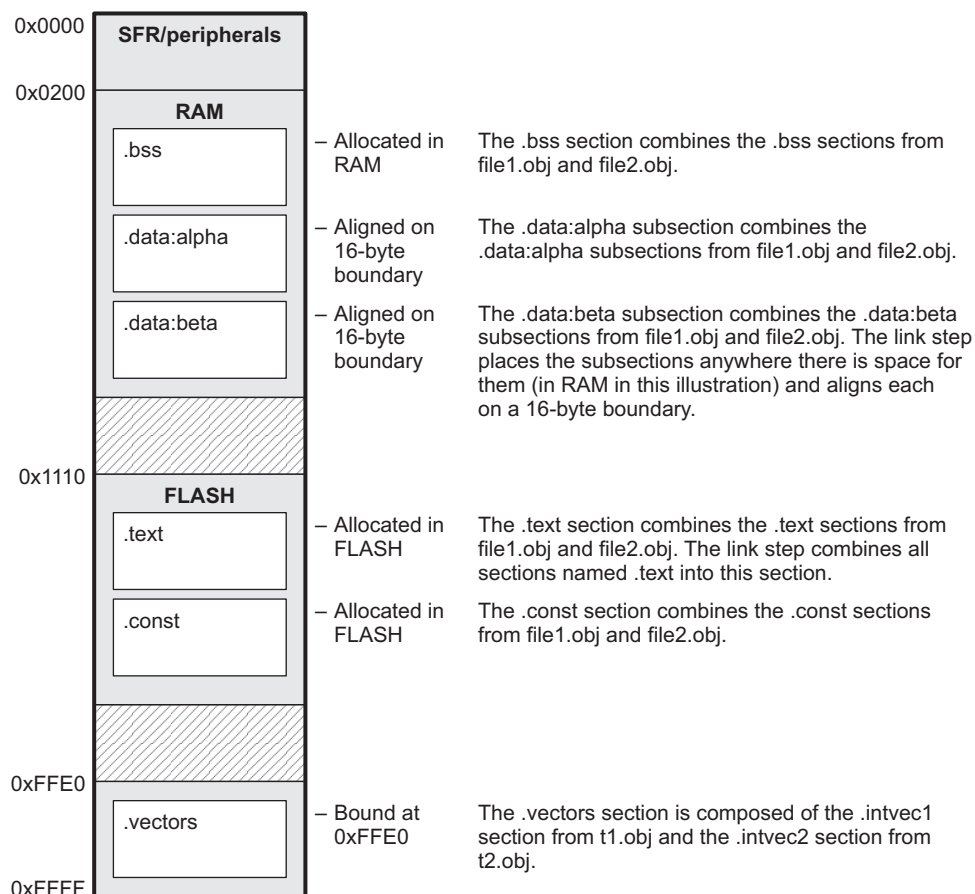 0x0000
SFR/peripherals
0x0200
RAM
.bss
– Allocated in
RAM
The .bss section combines the .bss sections from
file1.obj and file2.obj.
.data:alpha
– Aligned on
16-byte
boundary
The .data:alpha subsection combines the
.data:alpha subsections from file1.obj and file2.obj.
.data:beta
– Aligned on
16-byte
boundary
The .data:beta subsection combines the .data:beta
subsections from file1.obj and file2.obj. The link step
places the subsections anywhere there is space for
them (in RAM in this illustration) and aligns each
on a 16-byte boundary.
0x1110
FLASH
.text
– Allocated in
FLASH
The .text section combines the .text sections from
file1.obj and file2.obj. The link step combines all
sections named .text into this section.
.const
– Allocated in
FLASH
The .const section combines the .const sections
from file1.obj and file2.obj.
0xFFE0
.vectors
– Bound at
0xFFE0
The .vectors section is composed of the .intvec1
section from t1.obj and the .intvec2 section from
t2.obj.
0xFFFF